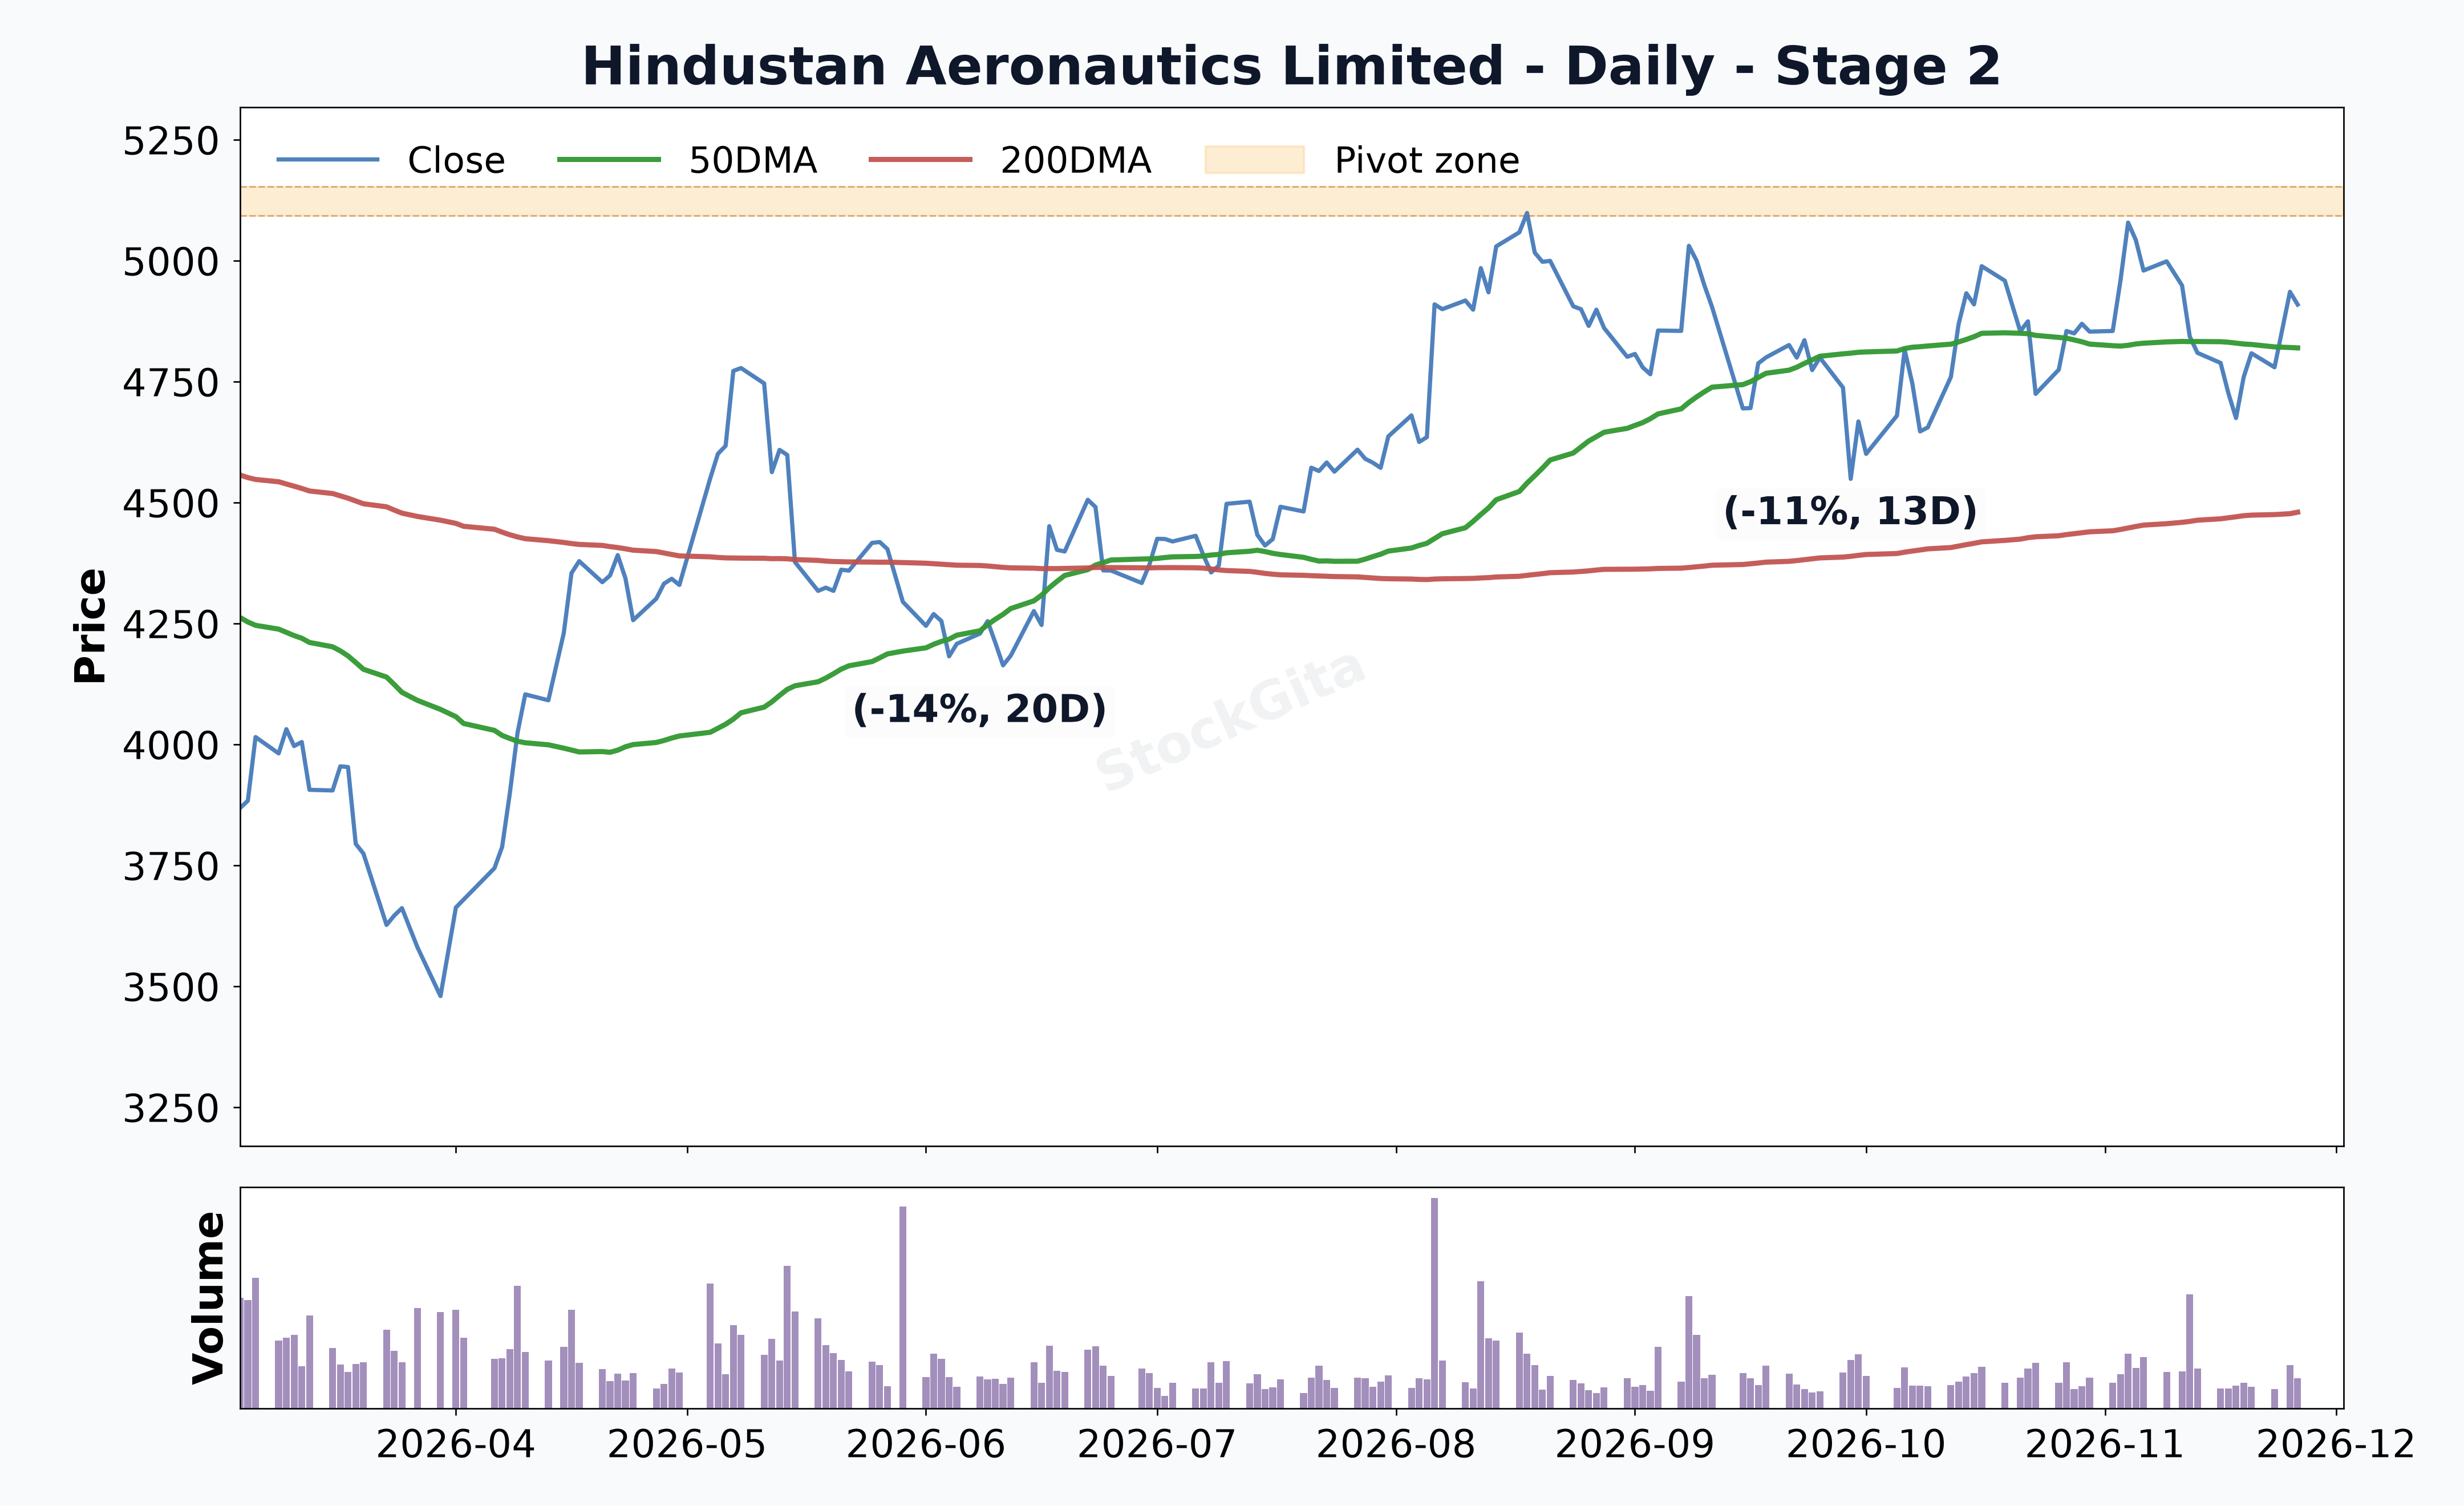 Hindustan Aeronautics Limited - Daily - Stage 2
Close 50DMA 200DMA Pivot zone
5250
5000
4750
4500
4250
4000
3750
3500
3250
Price
(-11%, 13D)
(-14%, 20D)
StockGita
Volume
2026-04 2026-05 2026-06 2026-07 2026-08 2026-09 2026-10 2026-11 2026-12